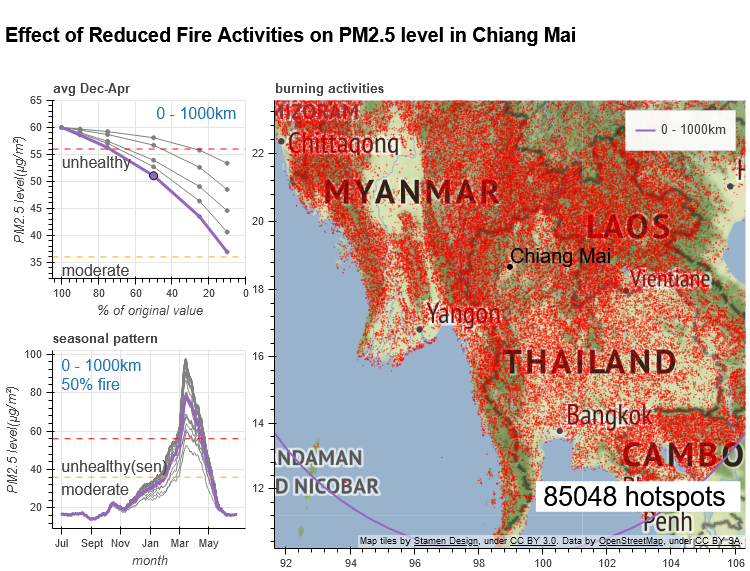 Effect of Reduced Fire Activities on PM2.5 level in Chiang Mai
avg Dec-Apr
0 - 1000km
65
60
55
50
45
40
35
PM2.5 level(µg/m³)
unhealthy
moderate
100
80
60
40
20
0
% of original value
seasonal pattern
0 - 1000km
50% fire
100
80
60
40
20
PM2.5 level(µg/m³)
unhealthy(sen)
moderate
Jul
Sept
Nov
Jan
Mar
May
month
burning activities
0 - 1000km
MIZORAM
Chittagong
MYANMAR
LAOS
Chiang Mai
Vientiane
Yangon
THAILAND
Bangkok
CAMBO
NDAMAN
D NICOBAR
85048 hotspots
Penh
Map tiles by Stamen Design, under CC BY 3.0. Data by OpenStreetMap, under CC BY SA.
22
20
18
16
14
12
92
94
96
98
100
102
104
106